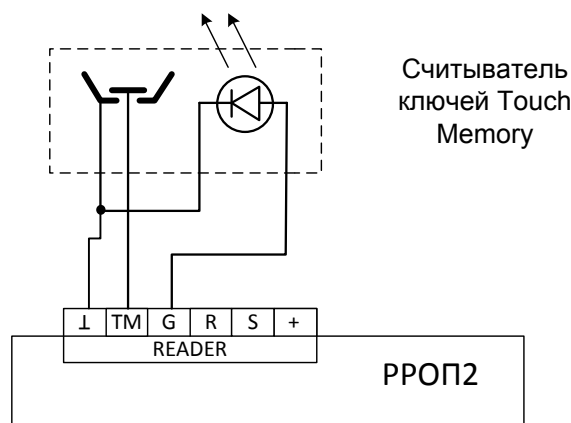 Считыватель
ключей Touch
Memory
⊥ TM G R S +
READER
РРОП2